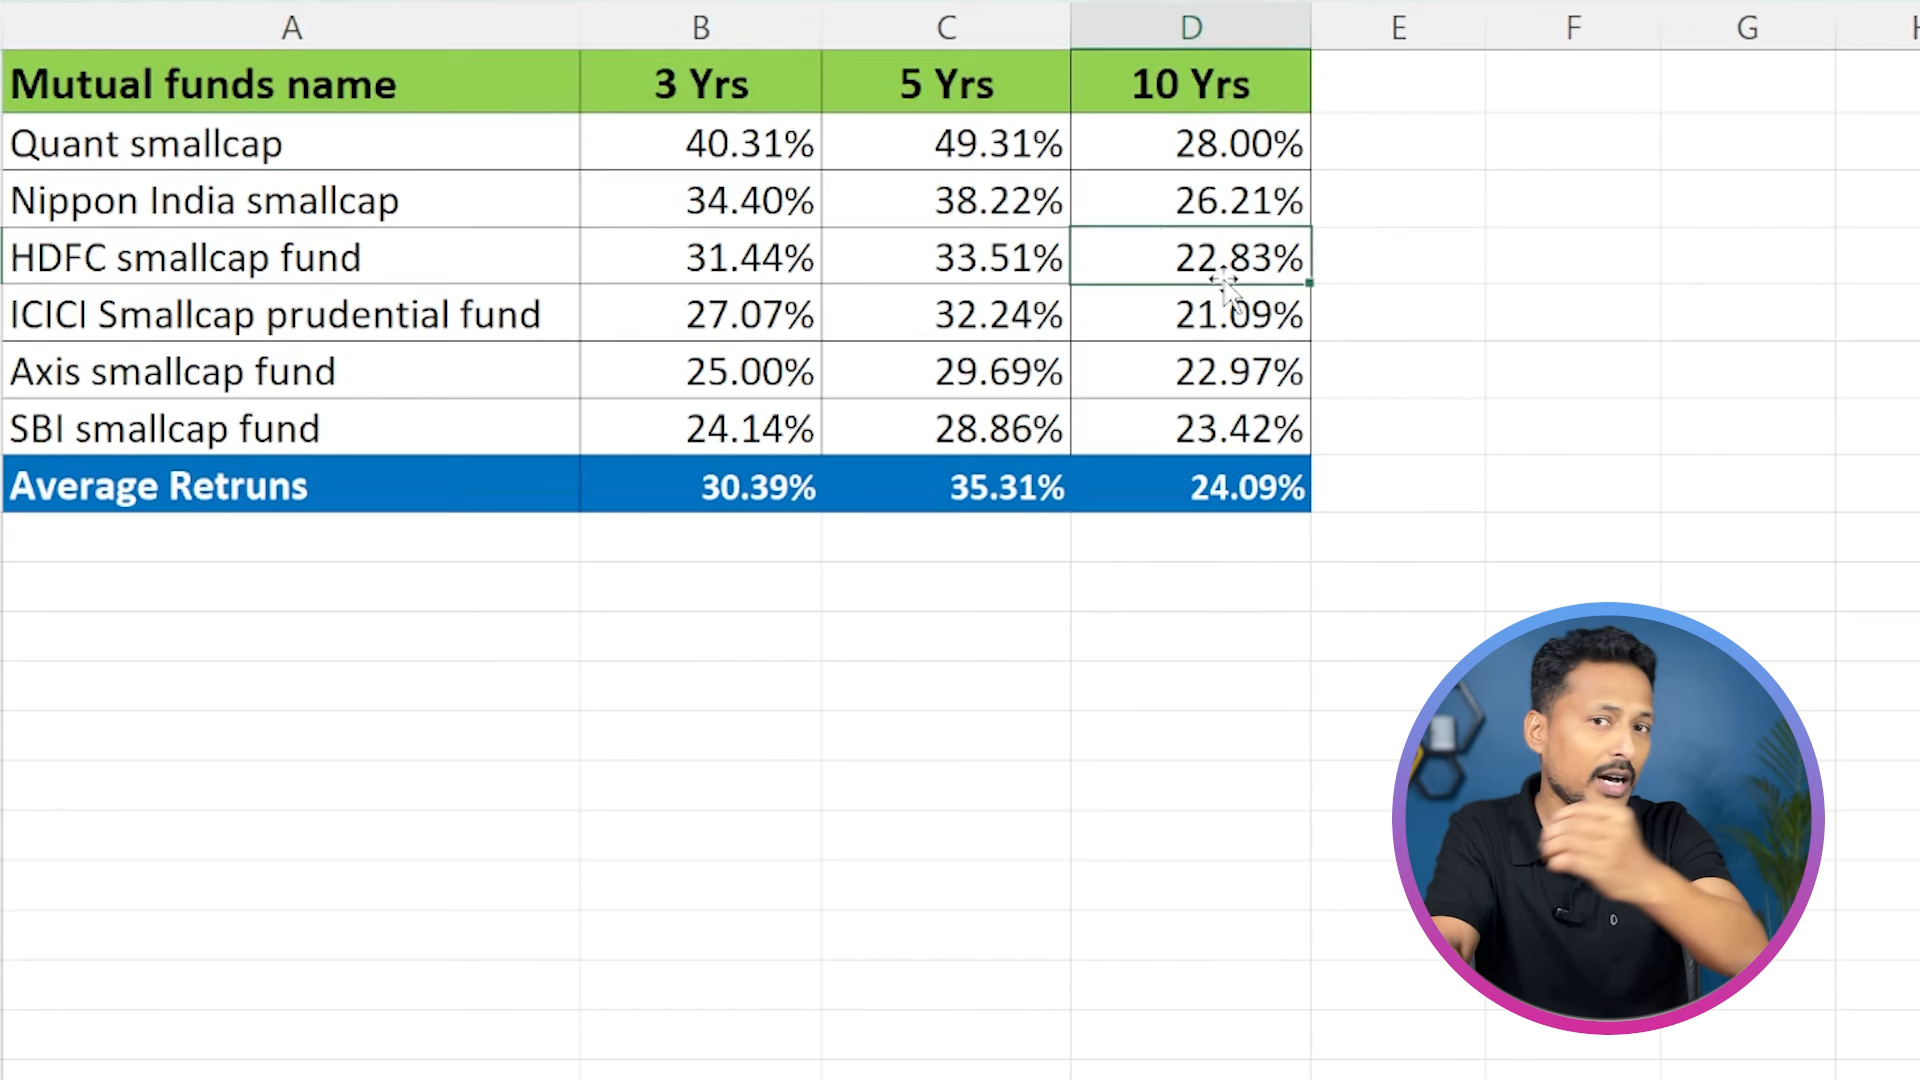 A B C D E F G H
Mutual funds name 3 Yrs 5 Yrs 10 Yrs
Quant smallcap 40.31% 49.31% 28.00%
Nippon India smallcap 34.40% 38.22% 26.21%
HDFC smallcap fund 31.44% 33.51% 22.83%
ICICI Smallcap prudential fund 27.07% 32.24% 21.09%
Axis smallcap fund 25.00% 29.69% 22.97%
SBI smallcap fund 24.14% 28.86% 23.42%
Average Retruns 30.39% 35.31% 24.09%